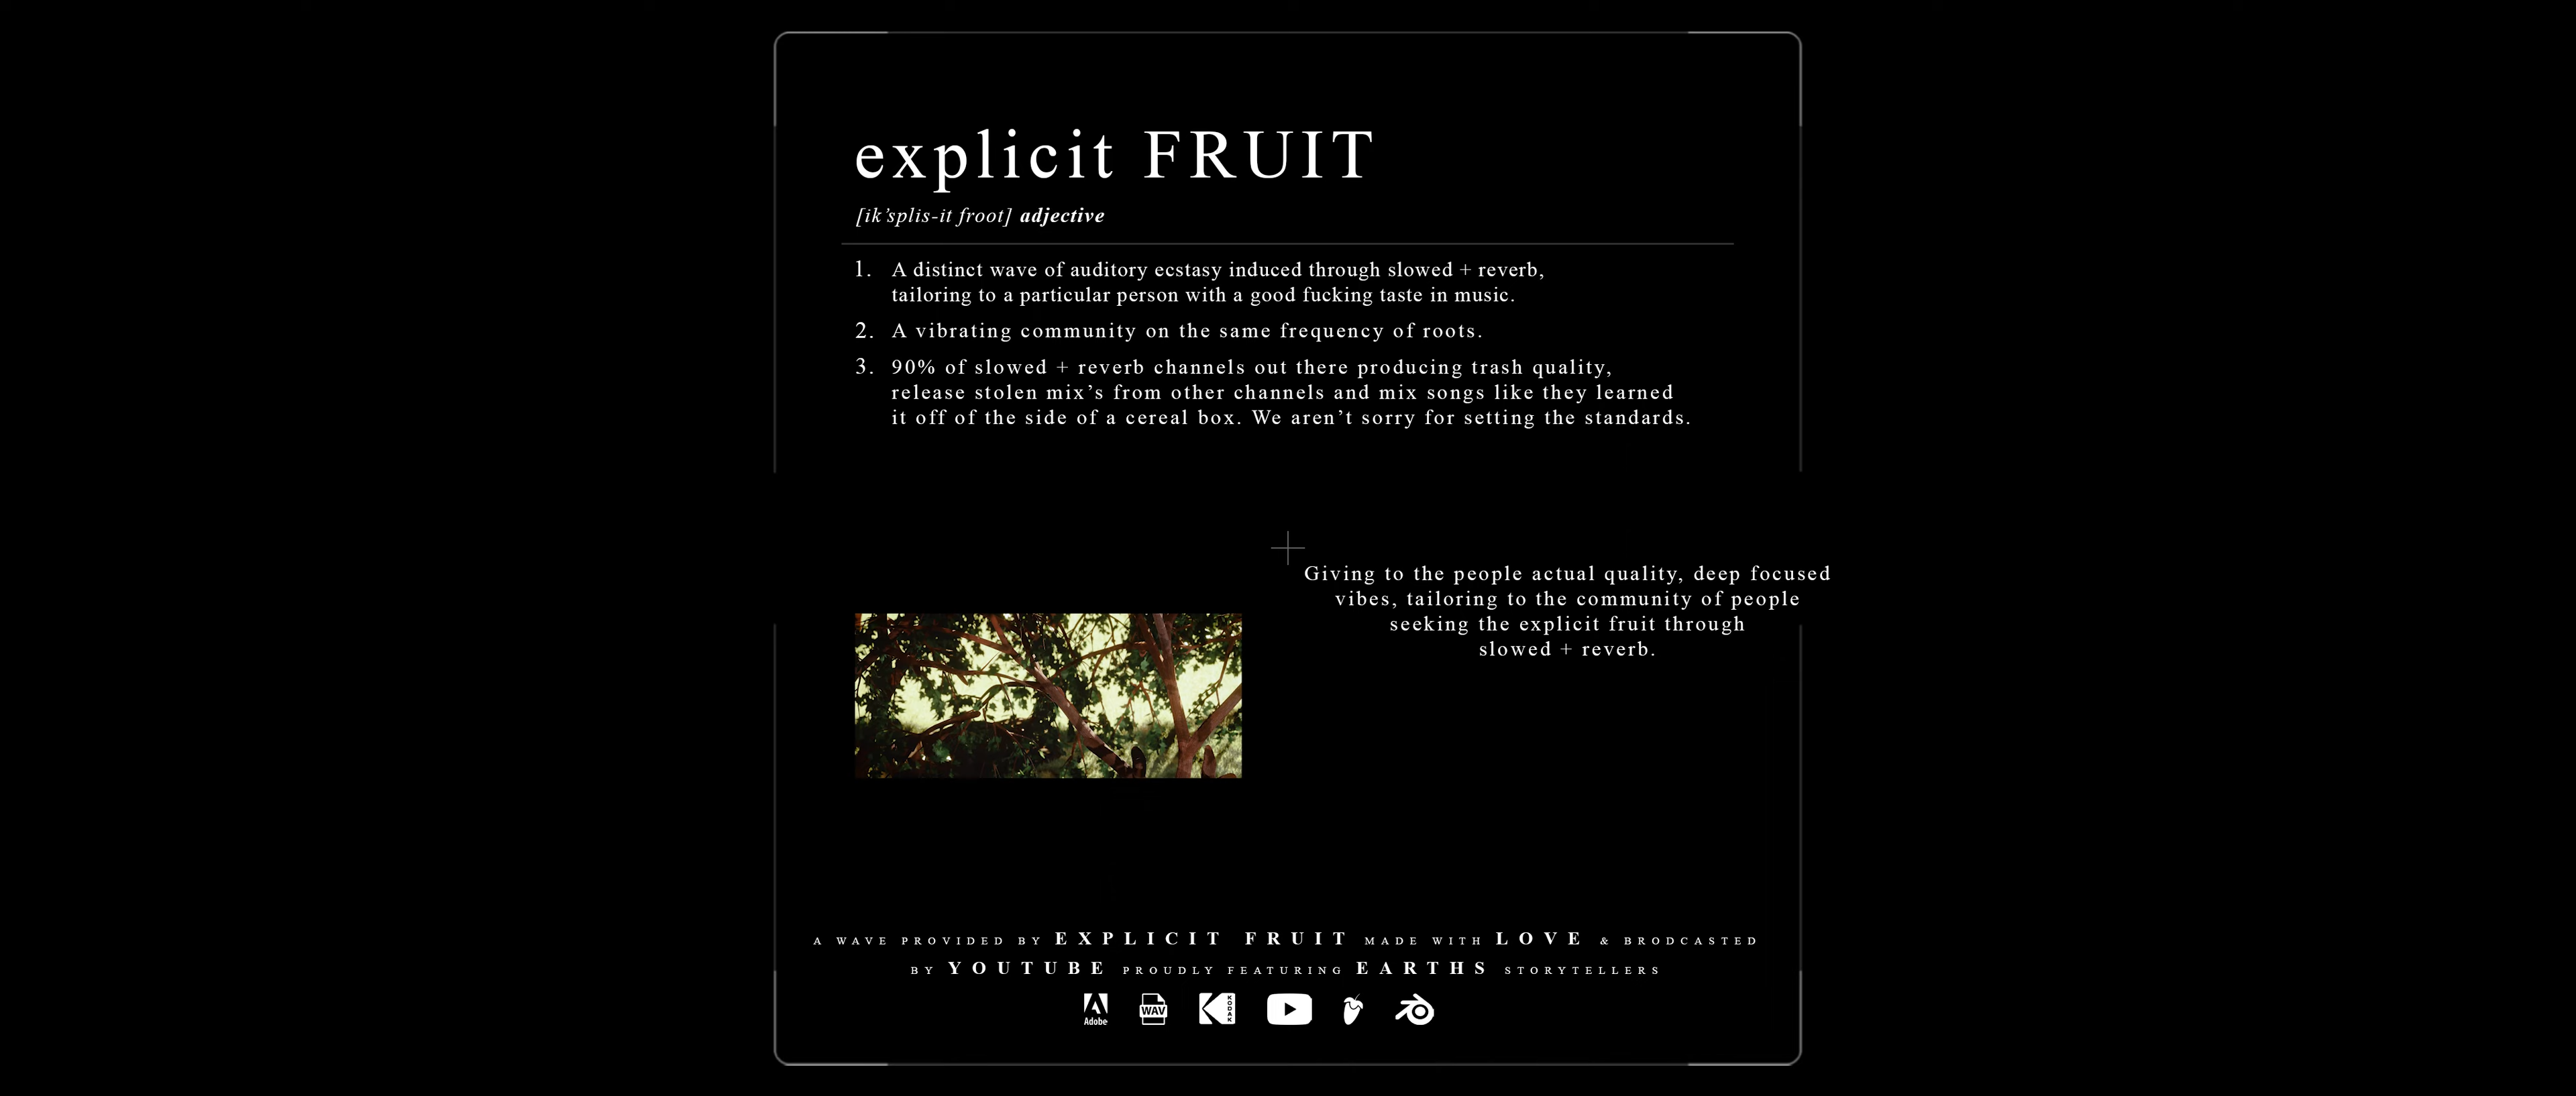 explicit FRUIT
[ik’splis-it froot] adjective
1. A distinct wave of auditory ecstasy induced through slowed + reverb,
tailoring to a particular person with a good fucking taste in music.
2. A vibrating community on the same frequency of roots.
3. 90% of slowed + reverb channels out there producing trash quality,
release stolen mix’s from other channels and mix songs like they learned
it off of the side of a cereal box. We aren’t sorry for setting the standards.
Giving to the people actual quality, deep focused
vibes, tailoring to the community of people
seeking the explicit fruit through
slowed + reverb.
A WAVE PROVIDED BY EXPLICIT FRUIT MADE WITH LOVE & BRODCASTED
BY YOUTUBE PROUDLY FEATURING EARTHS STORYTELLERS
Adobe WAV KODAK